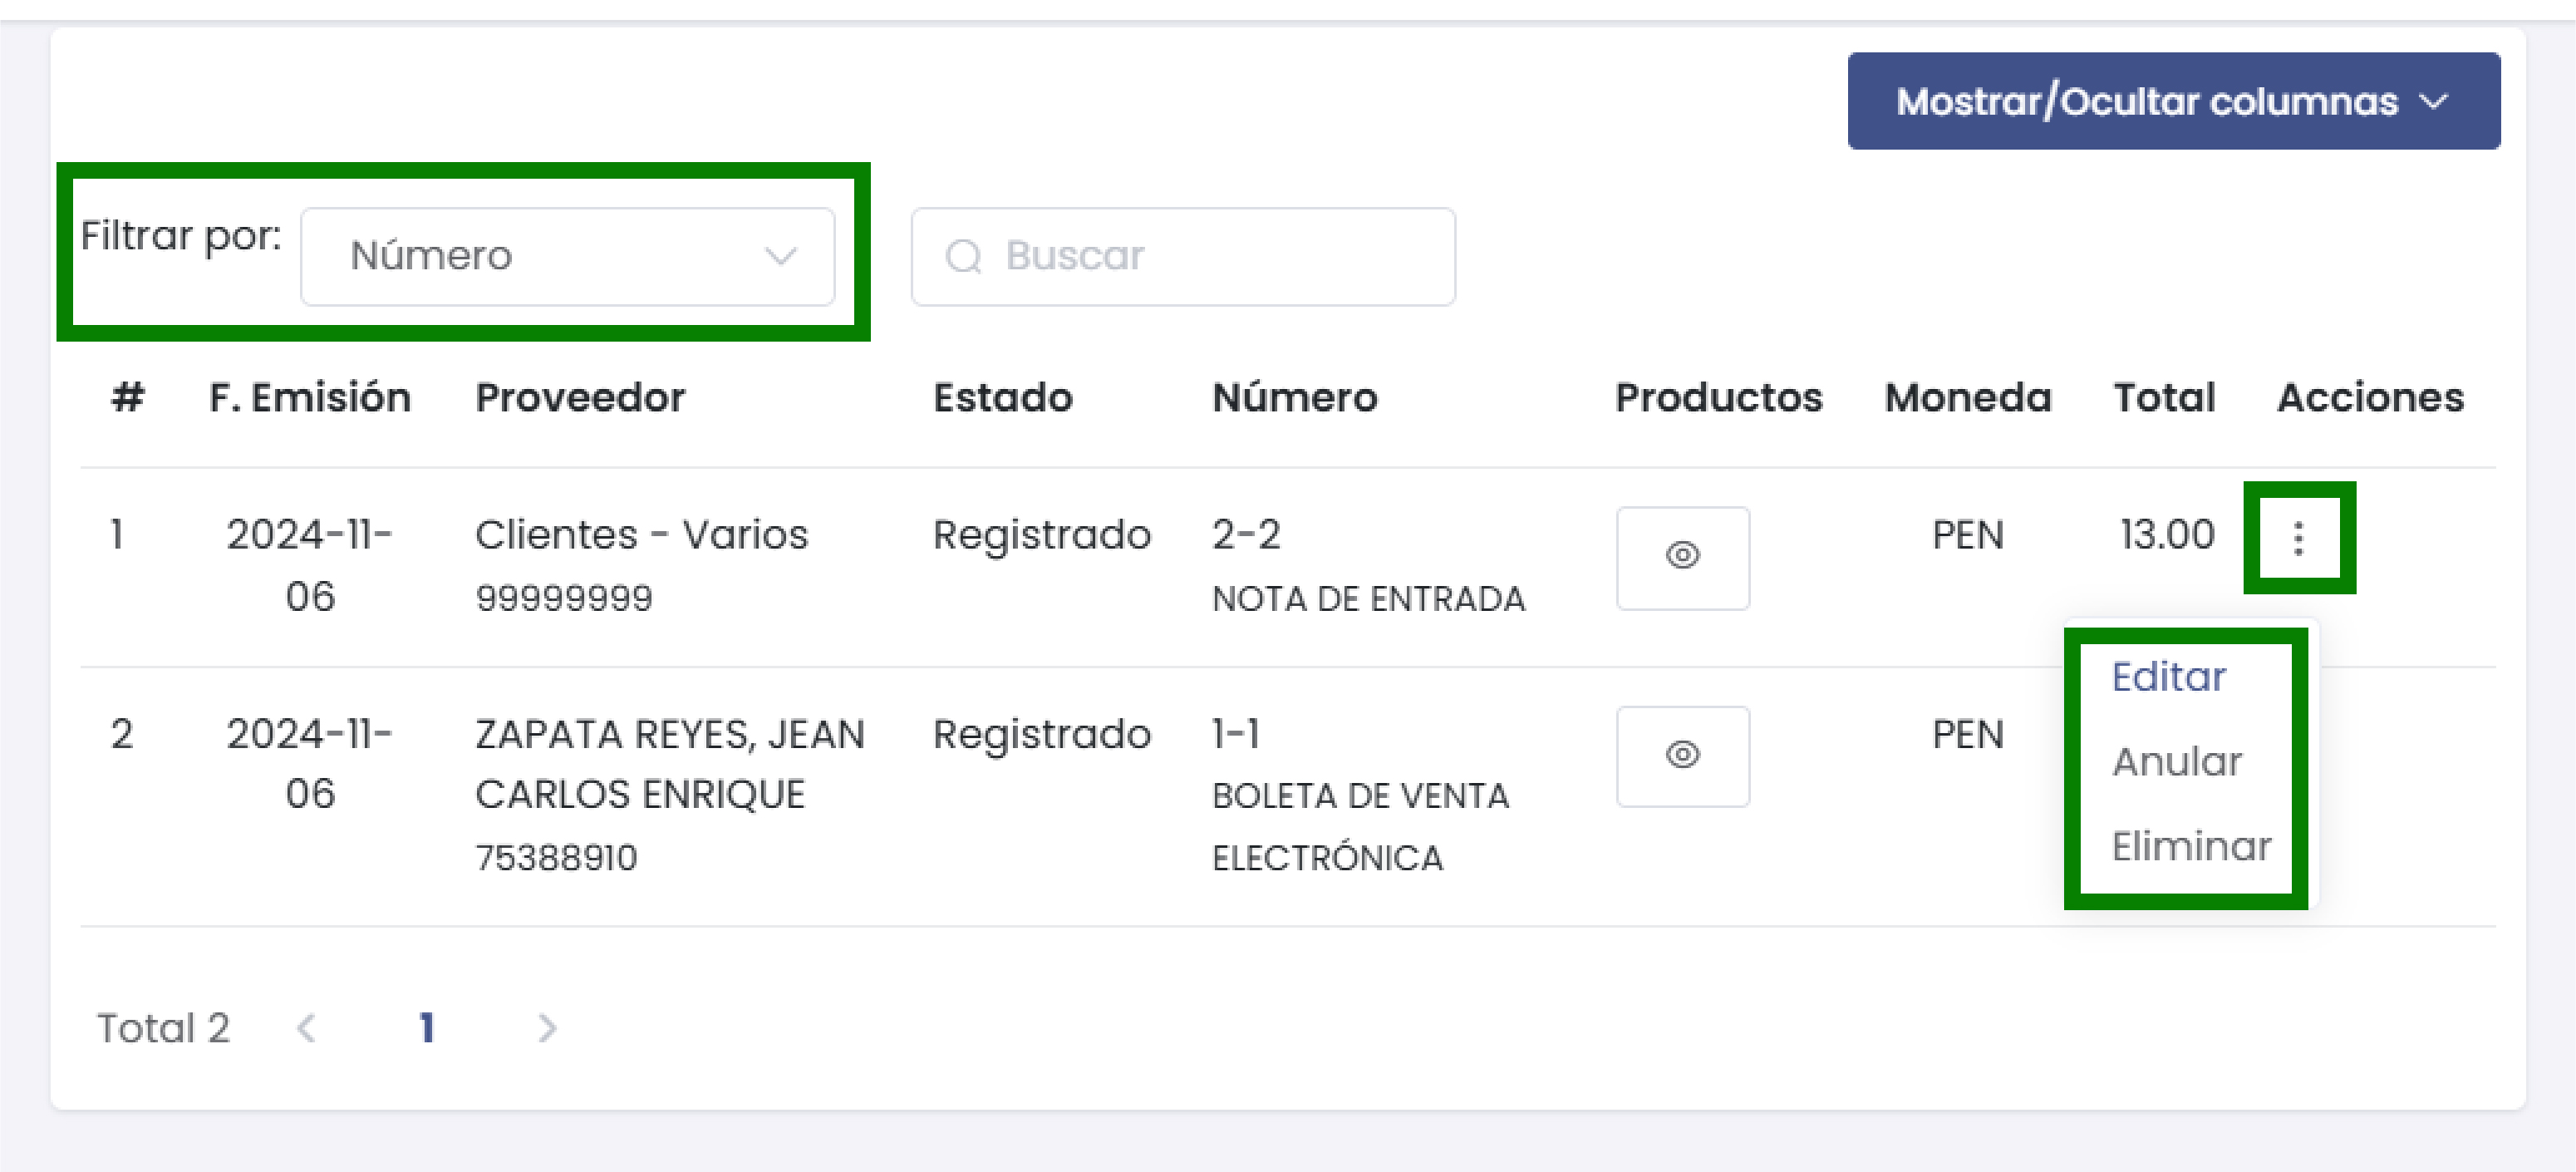 Mostrar/Ocultar columnas
Filtrar por: Número Buscar
# F. Emisión Proveedor Estado Número Productos Moneda Total Acciones
1 2024-11- Clientes - Varios Registrado 2-2 PEN 13.00
06 99999999 NOTA DE ENTRADA
Editar
2 2024-11- ZAPATA REYES, JEAN Registrado 1-1 PEN
Anular
06 CARLOS ENRIQUE BOLETA DE VENTA
Eliminar
75388910 ELECTRÓNICA
Total 2 < 1 >